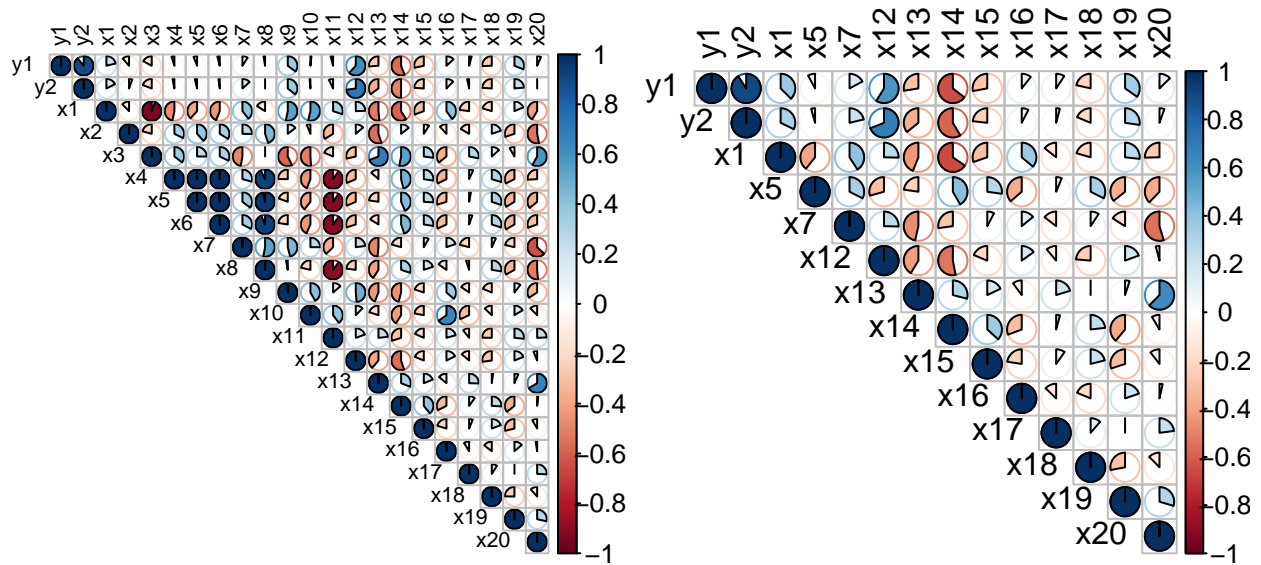 y1 y2 x1 x2 x3 x4 x5 x6 x7 x8 x9 x10 x11 x12 x13 x14 x15 x16 x17 x18 x19 x20
y1
y2
x1
x2
x3
x4
x5
x6
x7
x8
x9
x10
x11
x12
x13
x14
x15
x16
x17
x18
x19
x20
1
0.8
0.6
0.4
0.2
0
−0.2
−0.4
−0.6
−0.8
−1
y1 y2 x1 x5 x7 x12 x13 x14 x15 x16 x17 x18 x19 x20
y1
y2
x1
x5
x7
x12
x13
x14
x15
x16
x17
x18
x19
x20
1
0.8
0.6
0.4
0.2
0
−0.2
−0.4
−0.6
−0.8
−1